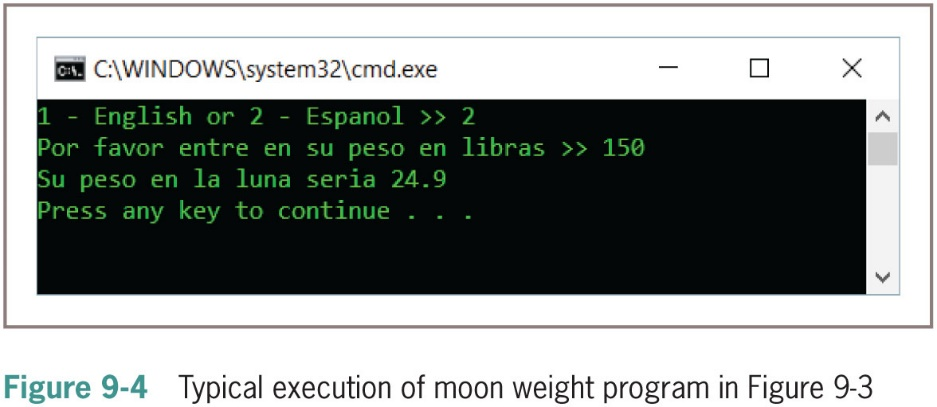 C:\WINDOWS\system32\cmd.exe
1 - English or 2 - Espanol >> 2
Por favor entre en su peso en libras >> 150
Su peso en la luna seria 24.9
Press any key to continue . . .
Figure 9-4 Typical execution of moon weight program in Figure 9-3